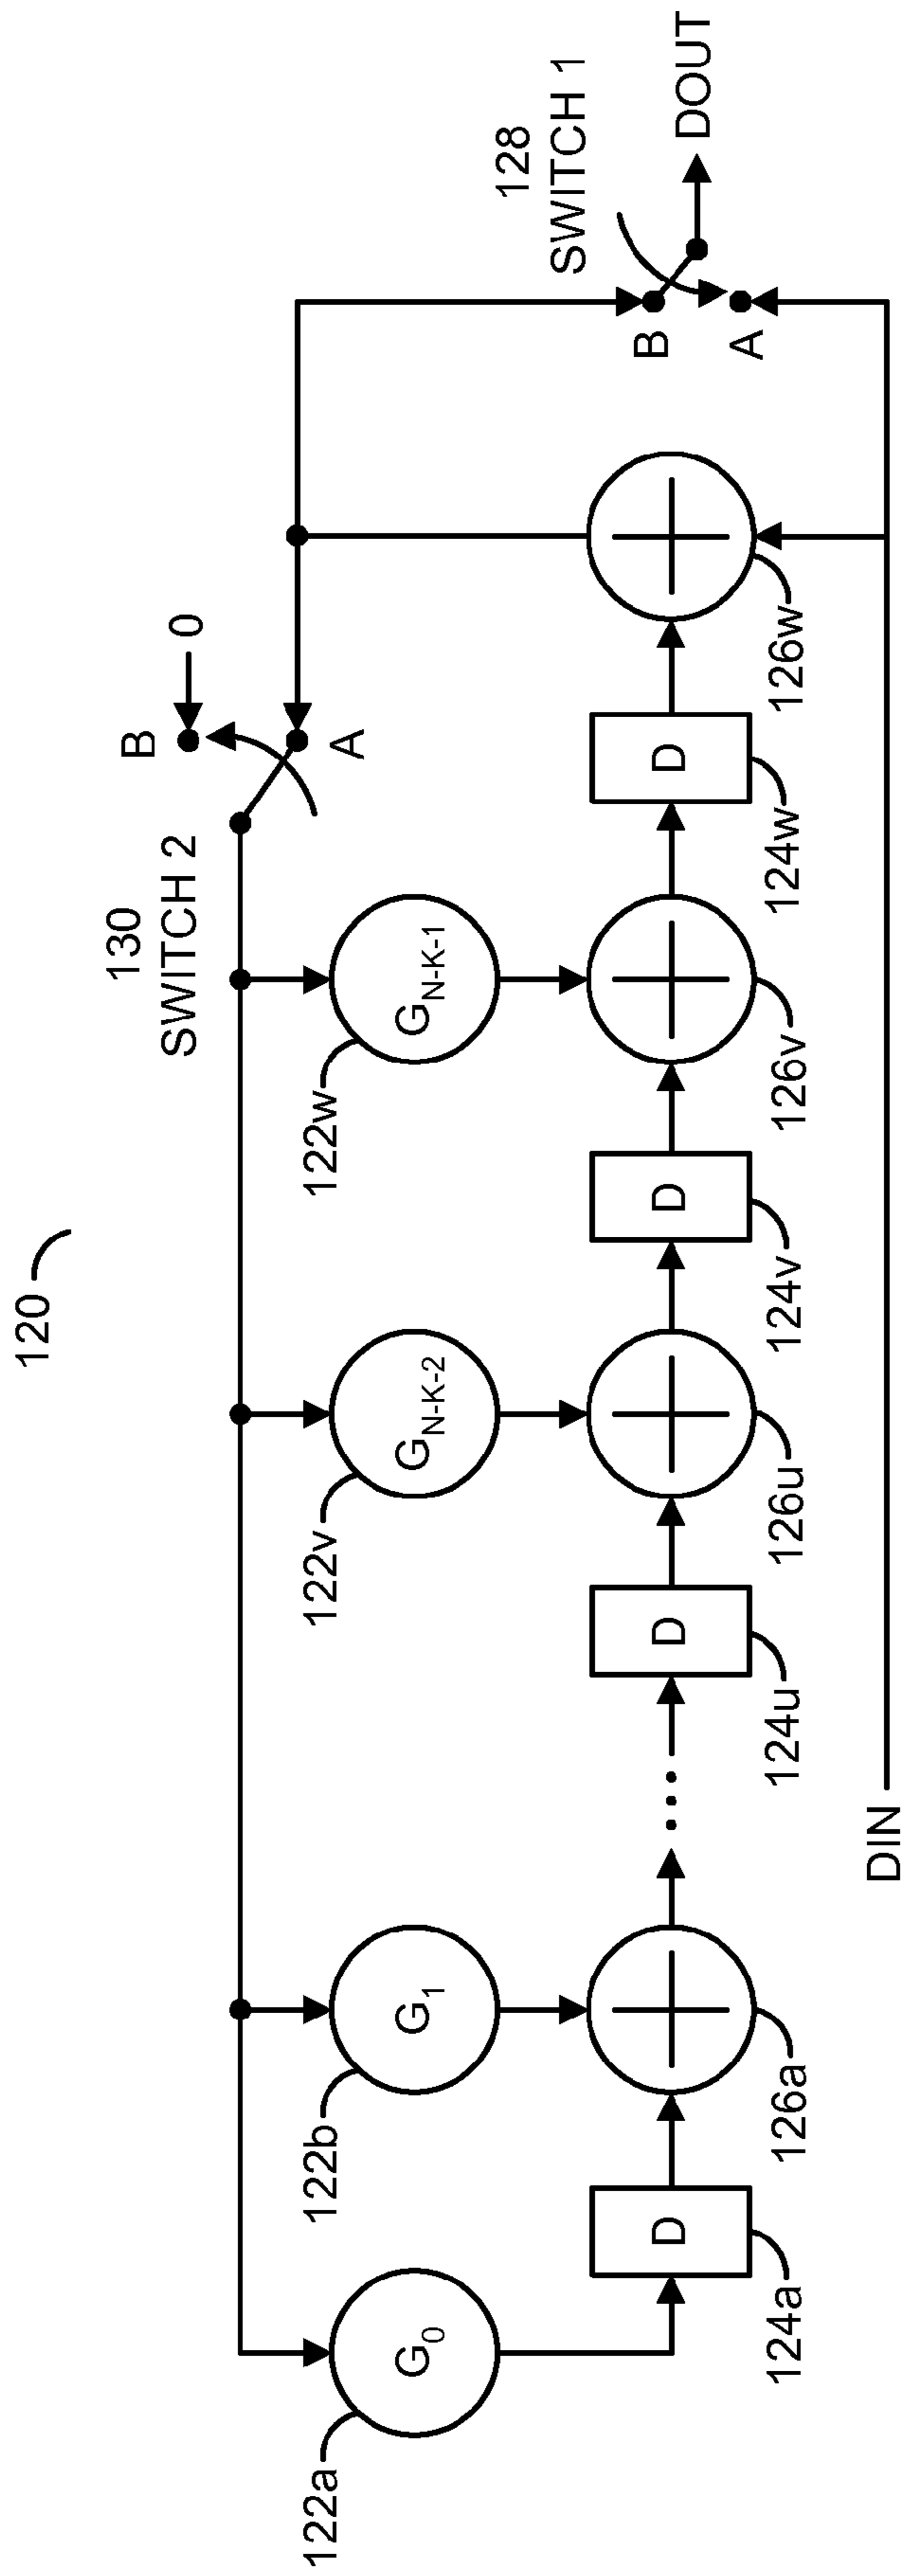 120
130
SWITCH 2
B
0
A
128
SWITCH 1
B
A
DOUT
122a
G0
122b
G1
122v
GN-K-2
122w
GN-K-1
D
124a
126a
...
D
124u
126u
D
124v
126v
D
124w
126w
DIN